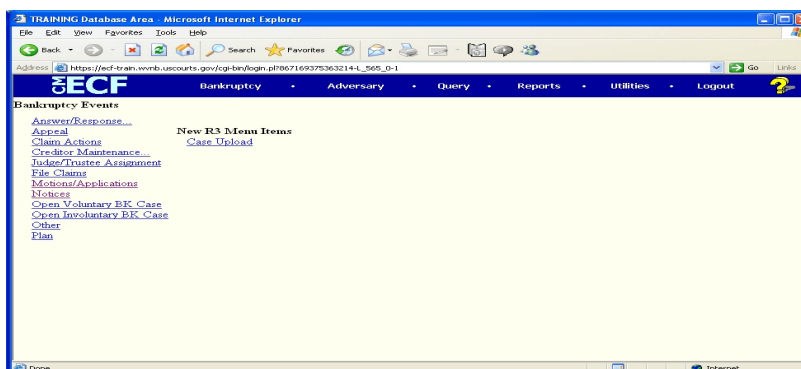 TRAINING Database Area - Microsoft Internet Explorer
File Edit View Favorites Tools Help
Back Search Favorites
Address https://ecf-train.wvnb.uscourts.gov/cgi-bin/login.pl?867169375363214-L_565_0-1 Go Links
CM ECF Bankruptcy • Adversary • Query • Reports • Utilities • Logout ?
Bankruptcy Events
Answer/Response...
Appeal New R3 Menu Items
Claim Actions Case Upload
Creditor Maintenance...
Judge/Trustee Assignment
File Claims
Motions/Applications
Notices
Open Voluntary BK Case
Open Involuntary BK Case
Other
Plan
Done Internet